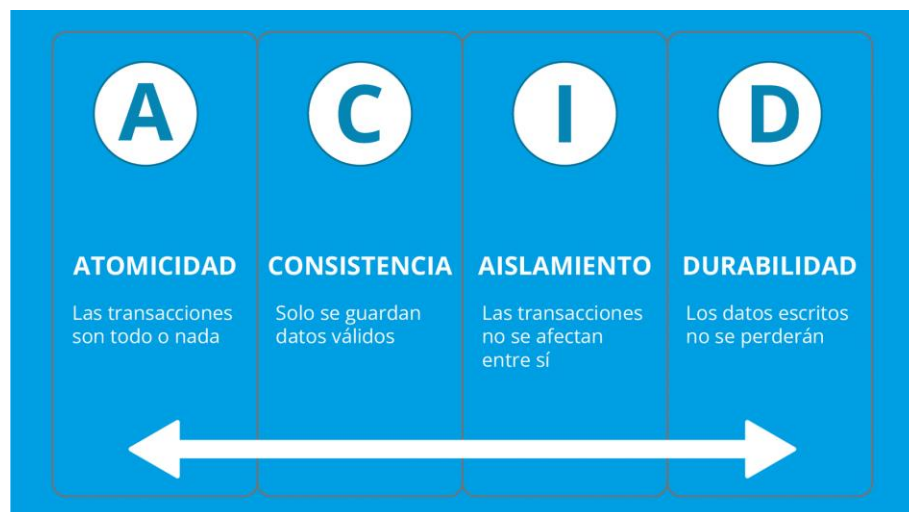 A
C
I
D
ATOMICIDAD
Las transacciones
son todo o nada
CONSISTENCIA
Solo se guardan
datos válidos
AISLAMIENTO
Las transacciones
no se afectan
entre sí
DURABILIDAD
Los datos escritos
no se perderán